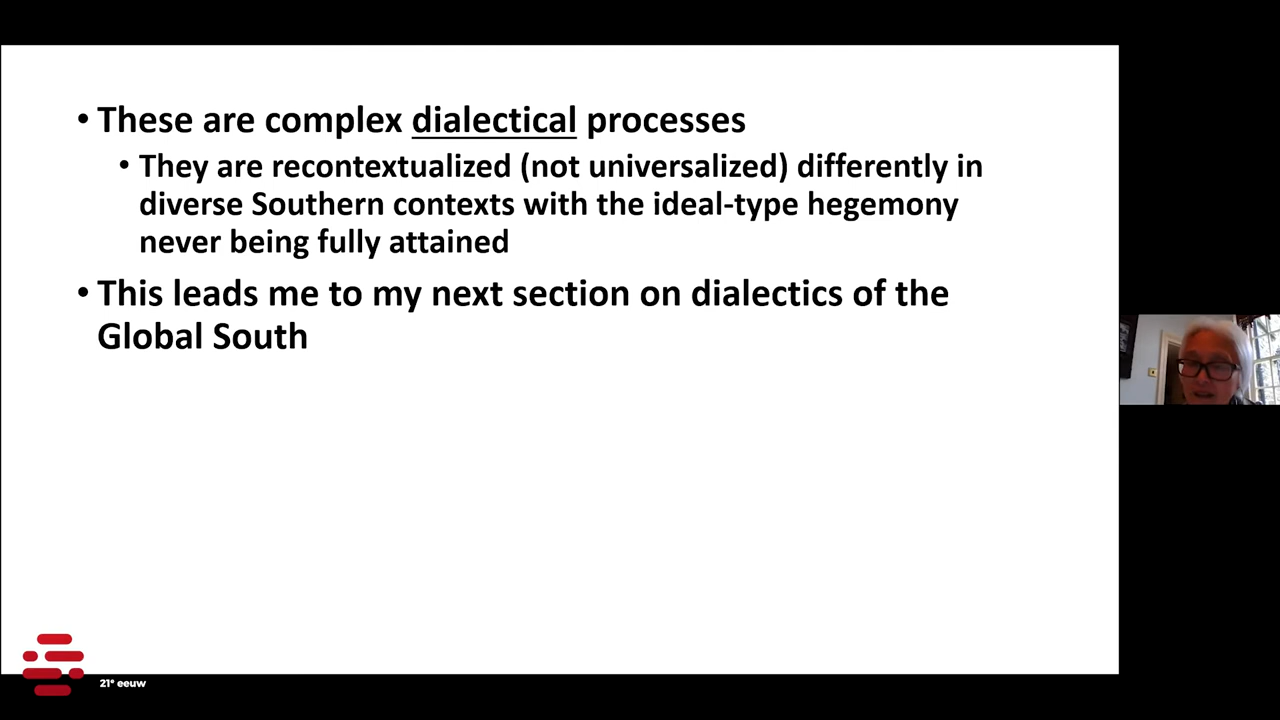 • These are complex dialectical processes
• They are recontextualized (not universalized) differently in
diverse Southern contexts with the ideal-type hegemony
never being fully attained
• This leads me to my next section on dialectics of the
Global South
21e eeuw